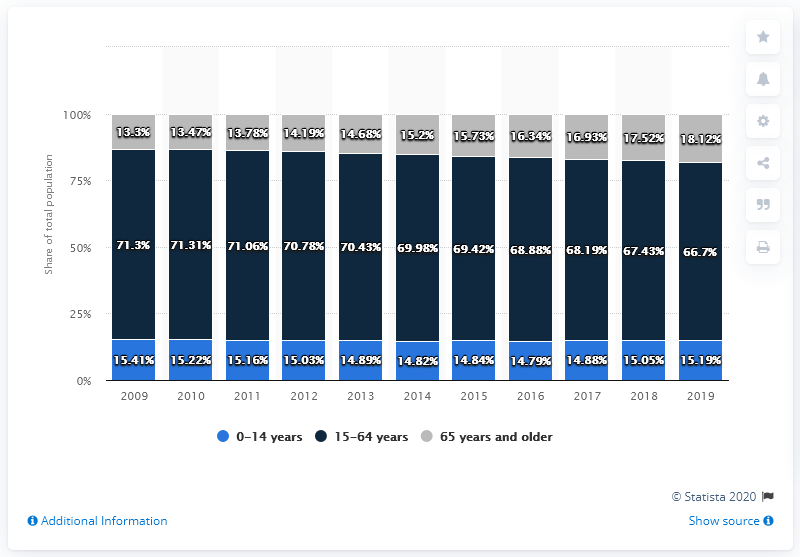 Share of total population
100%
75%
50%
25%
0%
13.3% 13.47% 13.78% 14.19% 14.68% 15.2% 15.73% 16.34% 16.93% 17.52% 18.12%
71.3% 71.31% 71.06% 70.78% 70.43% 69.98% 69.42% 68.88% 68.19% 67.43% 66.7%
15.41% 15.22% 15.16% 15.03% 14.89% 14.82% 14.84% 14.79% 14.88% 15.05% 15.19%
2009 2010 2011 2012 2013 2014 2015 2016 2017 2018 2019
0-14 years 15-64 years 65 years and older
© Statista 2020
Additional Information Show source